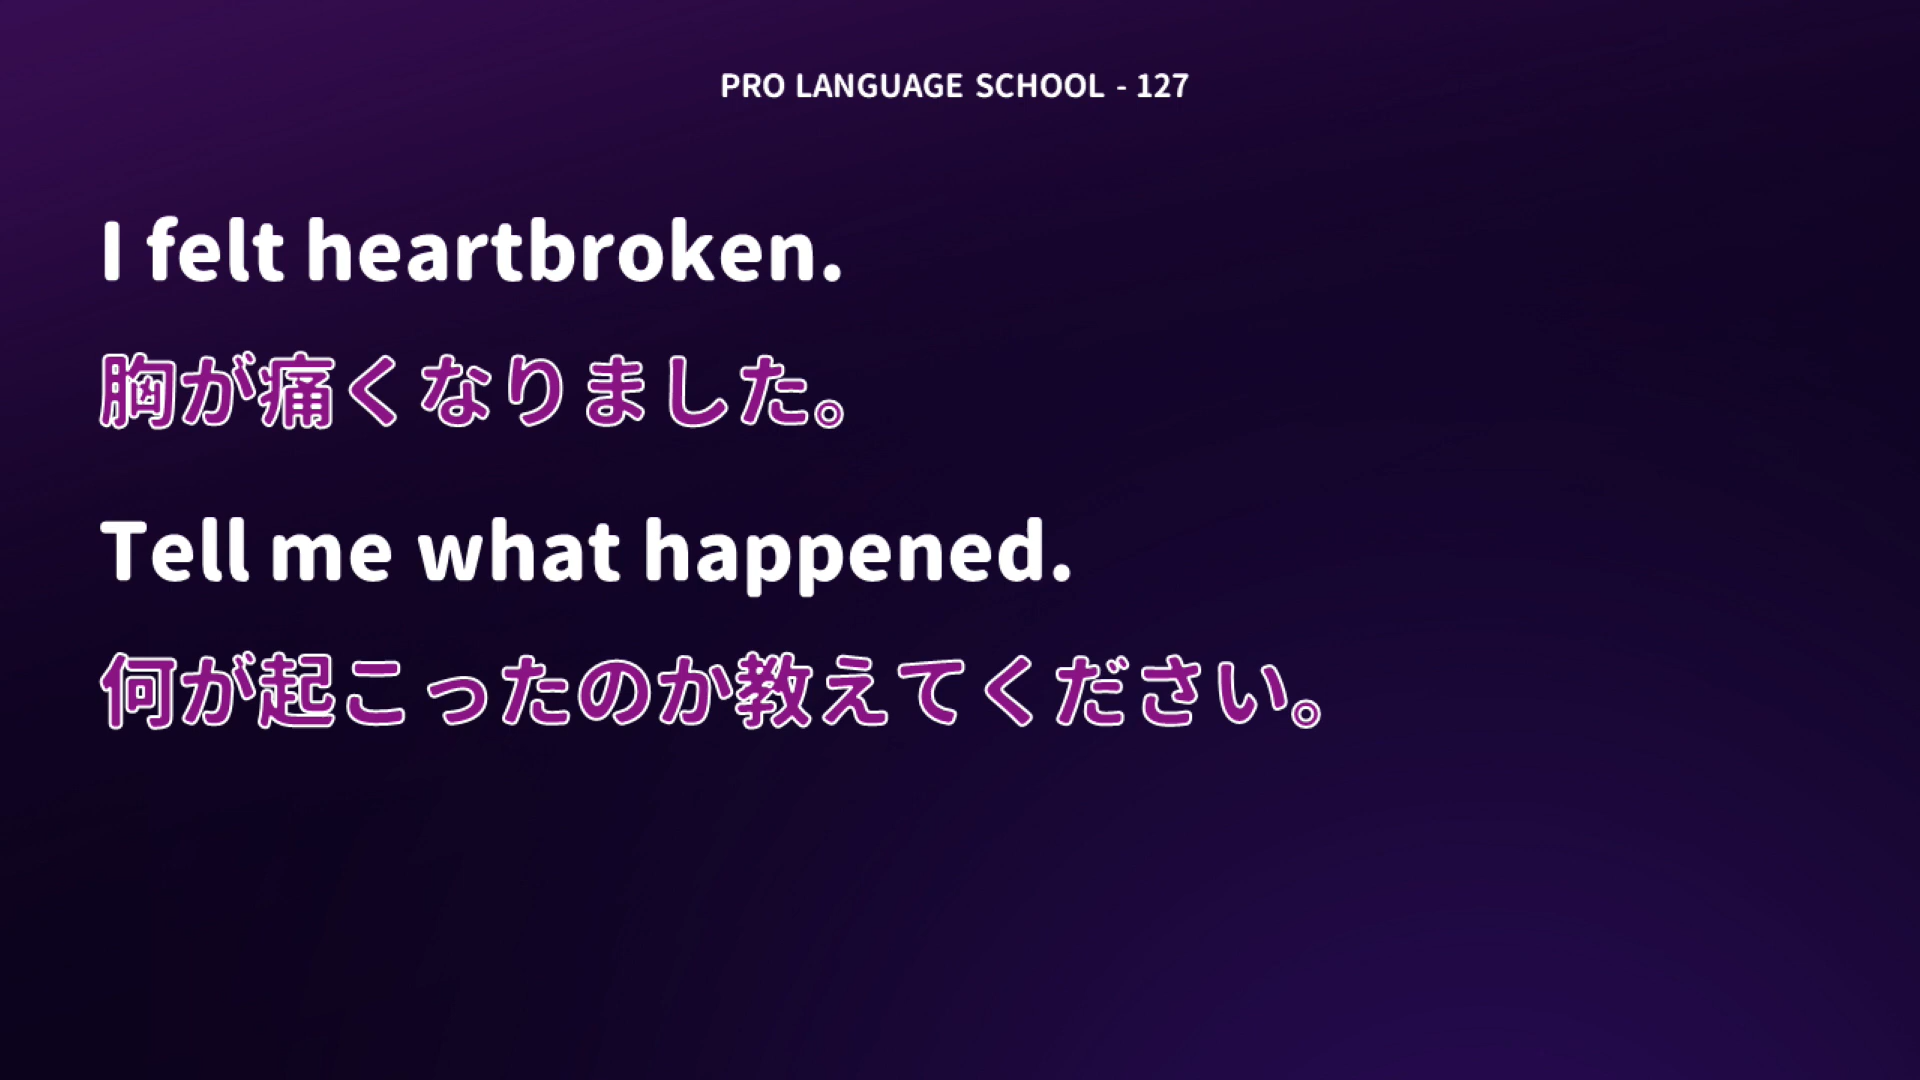 PRO LANGUAGE SCHOOL - 127
I felt heartbroken.
胸が痛くなりました。
Tell me what happened.
何が起こったのか教えてください。